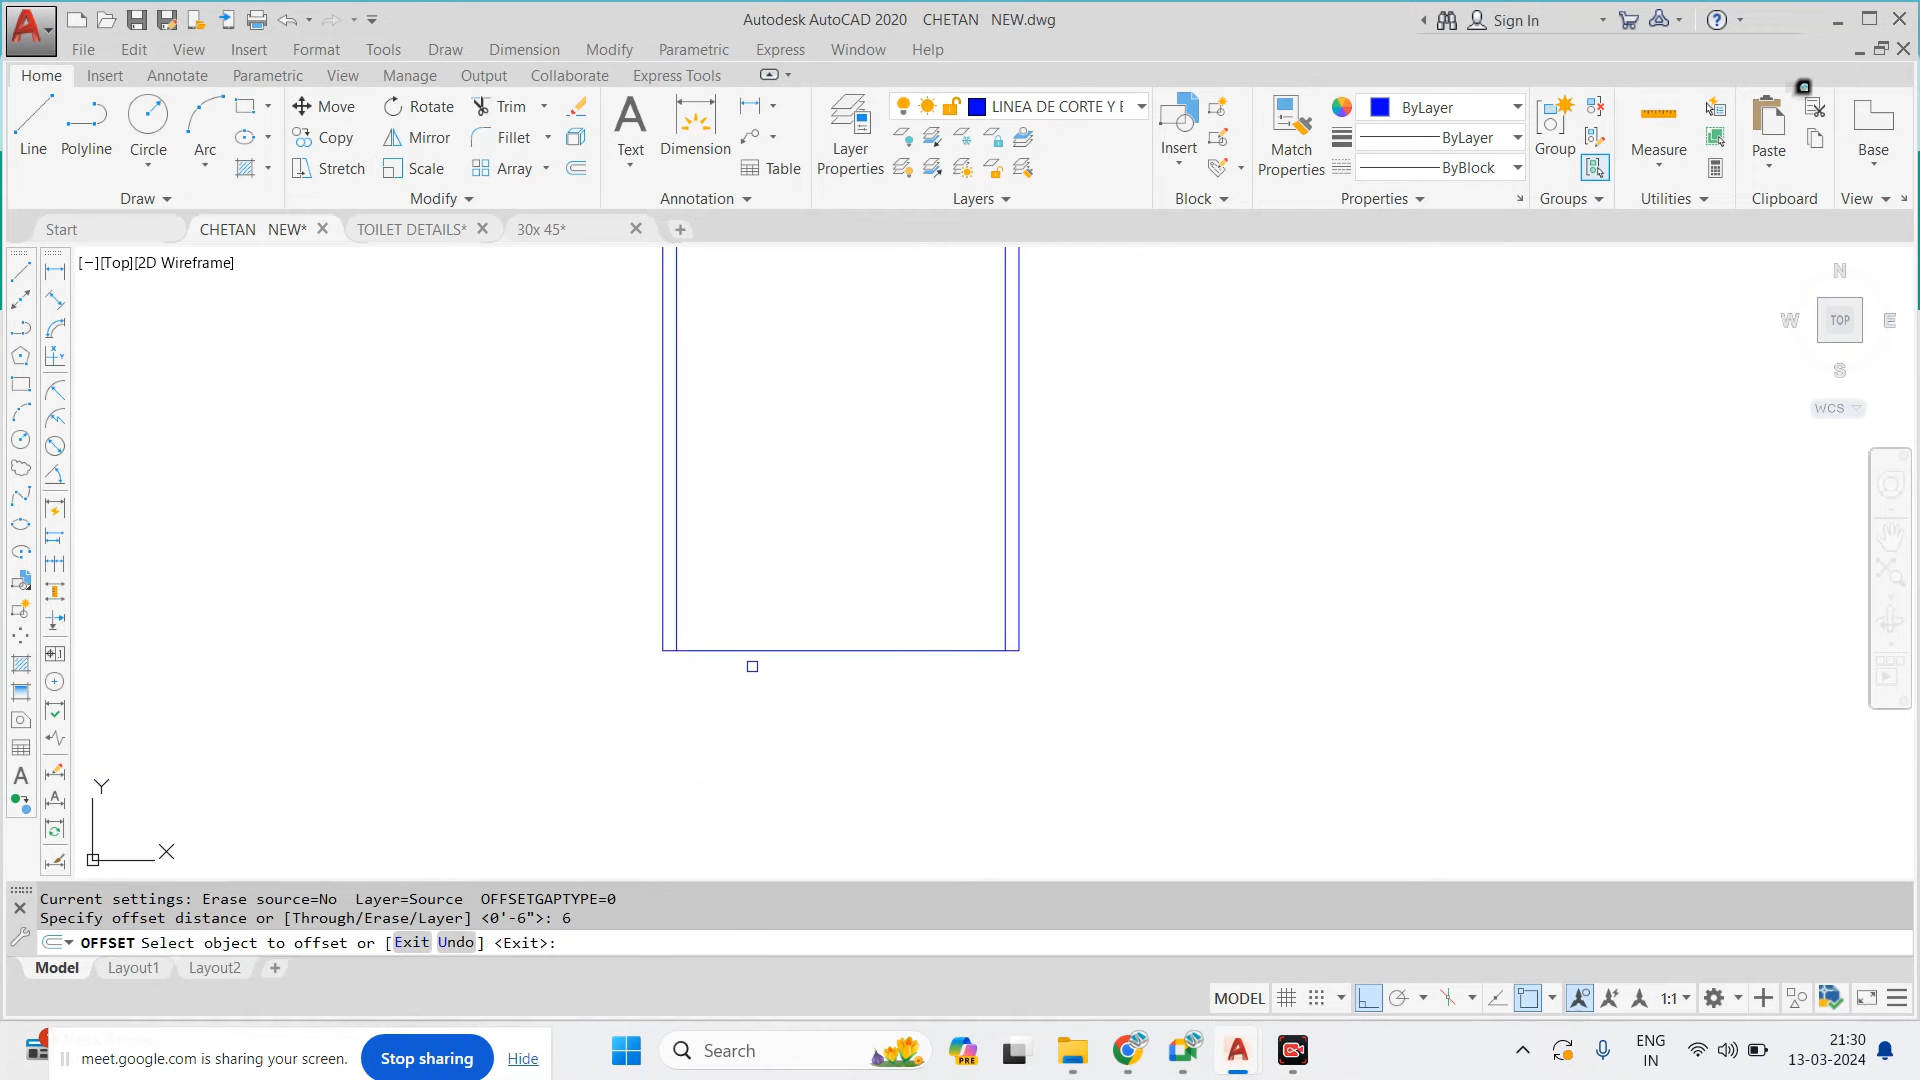 Autodesk AutoCAD 2020 CHETAN NEW.dwg
Sign In
File Edit View Insert Format Tools Draw Dimension Modify Parametric Express Window Help
Home Insert Annotate Parametric View Manage Output Collaborate Express Tools
Line Polyline Circle Arc
Move Rotate Trim
Copy Mirror Fillet
Stretch Scale Array
Text Dimension Table
Layer Properties
LINEA DE CORTE Y E
Insert
Match Properties
ByLayer
ByLayer
ByBlock
Group
Measure
Paste
Base
Draw Modify Annotation Layers Block Properties Groups Utilities Clipboard View
Start CHETAN NEW* TOILET DETAILS* 30x 45*
[−][Top][2D Wireframe]
N
W TOP E
S
WCS
Y
X
Current settings: Erase source=No Layer=Source OFFSETGAPTYPE=0
Specify offset distance or [Through/Erase/Layer] <0'-6">: 6
OFFSET Select object to offset or [Exit Undo] <Exit>:
Model Layout1 Layout2
MODEL 1:1
meet.google.com is sharing your screen. Stop sharing Hide
Search
PRE
ENG
IN
21:30
13-03-2024